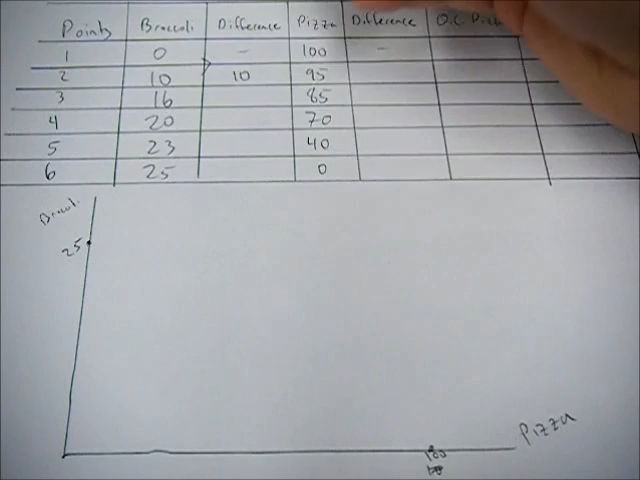 Points Broccoli Difference Pizza Difference O.C.
1 0 - 100 -
2 10 10 95
3 16 85
4 20 70
5 23 40
6 25 0
25
Pizza
100